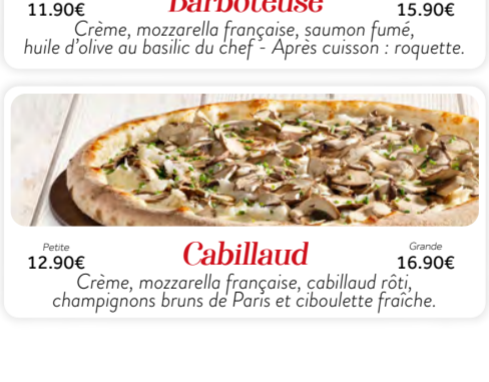 11.90€ Barboteuse 15.90€
Crème, mozzarella française, saumon fumé,
huile d'olive au basilic du chef - Après cuisson : roquette.
Petite Cabillaud Grande
12.90€ 16.90€
Crème, mozzarella française, cabillaud rôti,
champignons bruns de Paris et ciboulette fraîche.